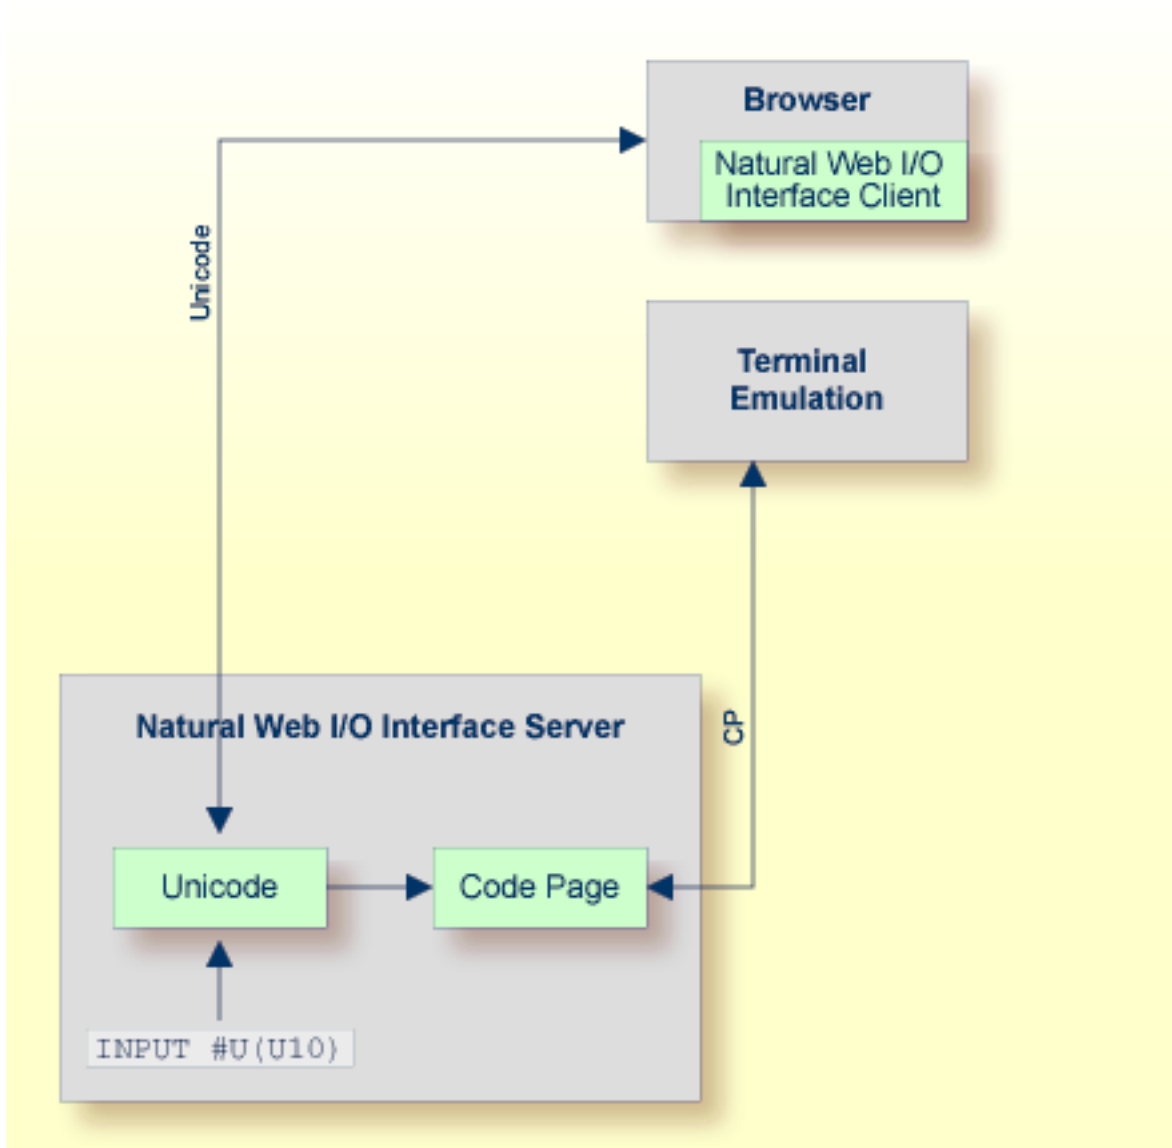 Browser
Natural Web I/O
Interface Client
Unicode
Terminal
Emulation
Natural Web I/O Interface Server
CP
Unicode
Code Page
INPUT #U(U10)